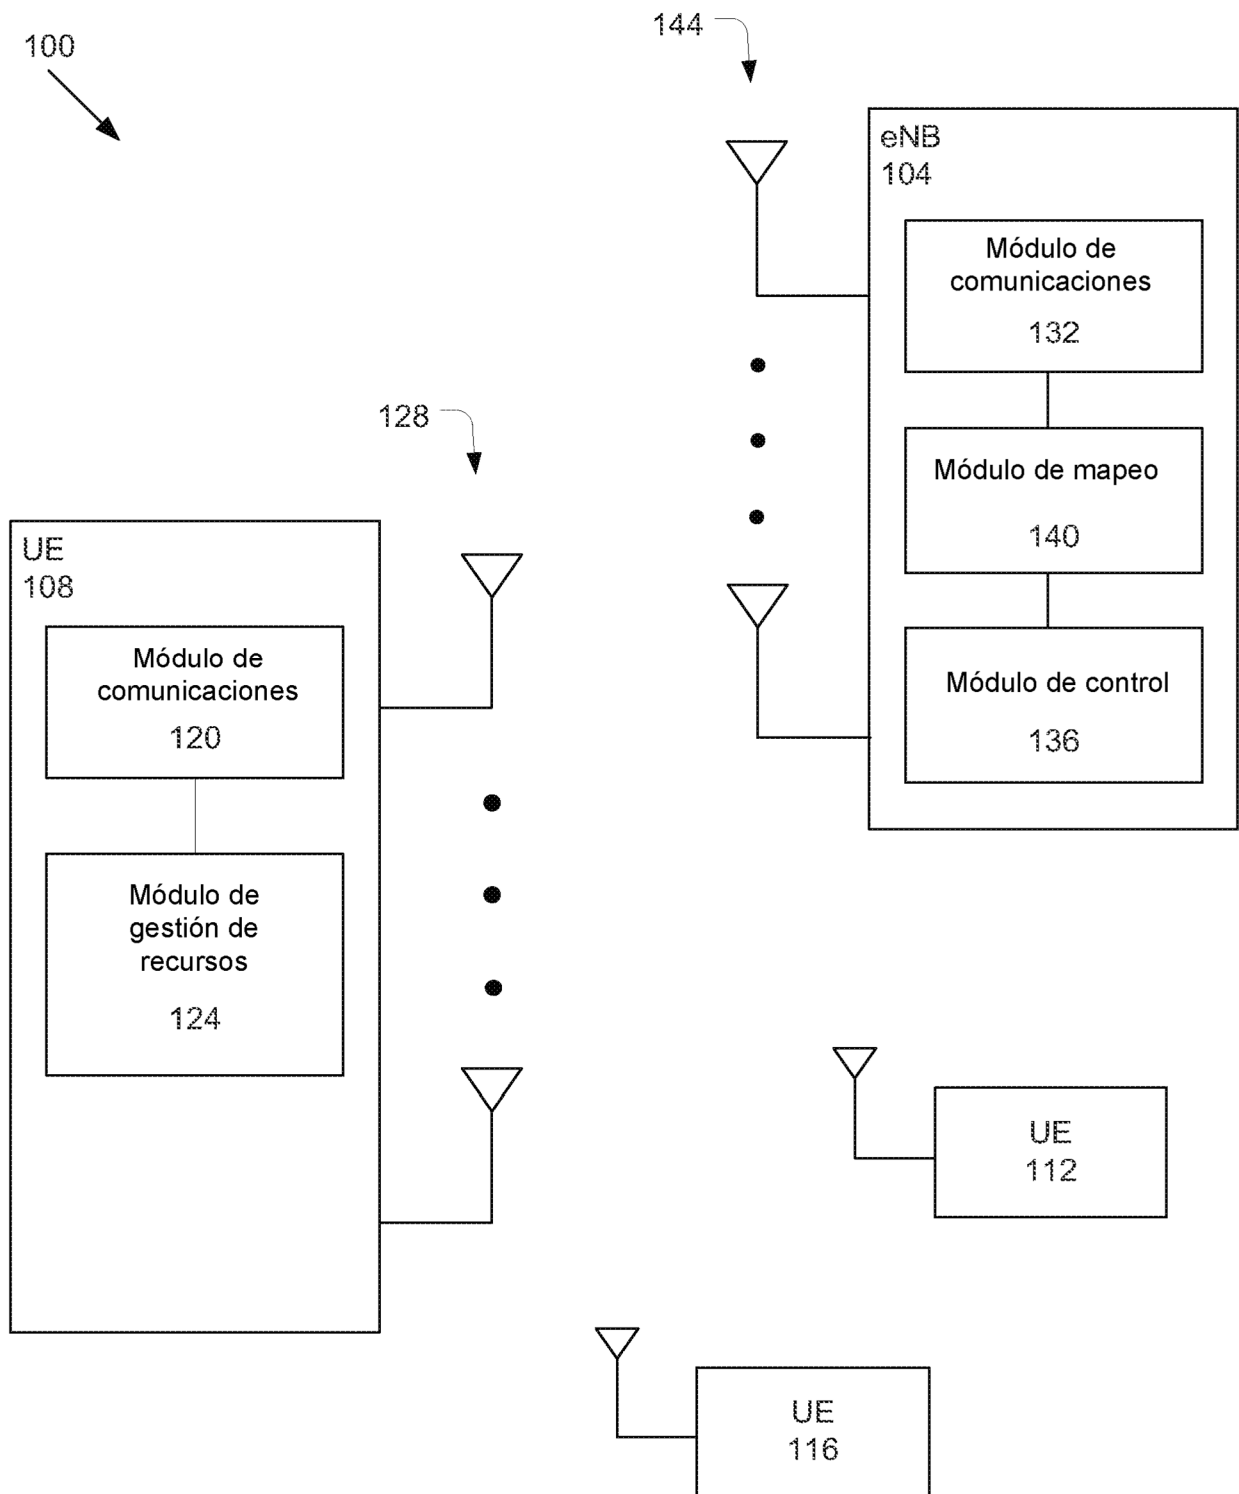 100
144
eNB
104
Módulo de
comunicaciones
132
Módulo de mapeo
140
Módulo de control
136
128
UE
108
Módulo de
comunicaciones
120
Módulo de
gestión de
recursos
124
UE
112
UE
116